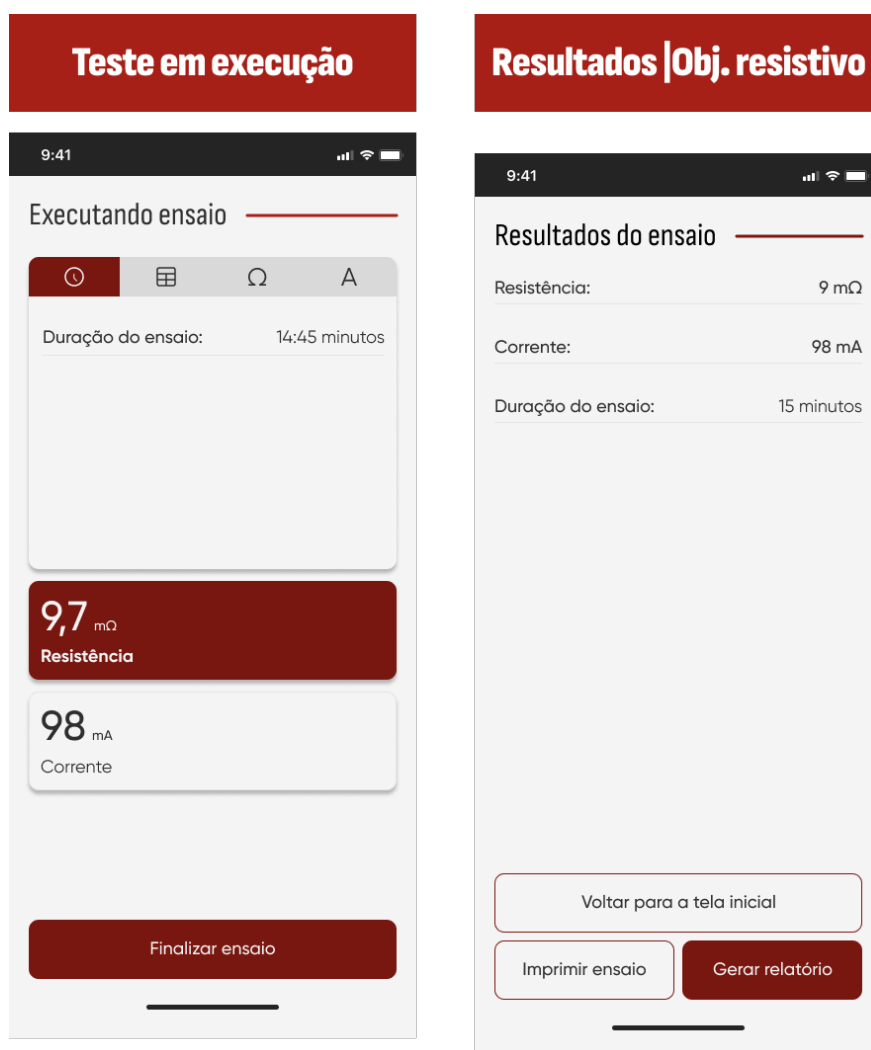 Teste em execução
9:41
Executando ensaio
Ω A
Duração do ensaio: 14:45 minutos
9,7 mΩ
Resistência
98 mA
Corrente
Finalizar ensaio
Resultados |Obj. resistivo
9:41
Resultados do ensaio
Resistência: 9 mΩ
Corrente: 98 mA
Duração do ensaio: 15 minutos
Voltar para a tela inicial
Imprimir ensaio Gerar relatório